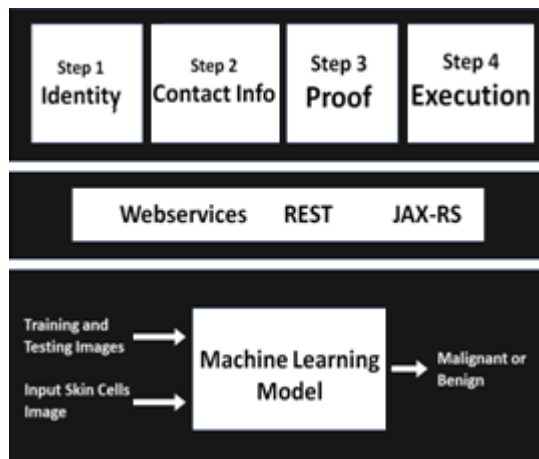 Step 1
Identity
Step 2
Contact Info
Step 3
Proof
Step 4
Execution
Webservices REST JAX-RS
Training and
Testing Images
Input Skin Cells
Image
Machine Learning
Model
Malignant or
Benign